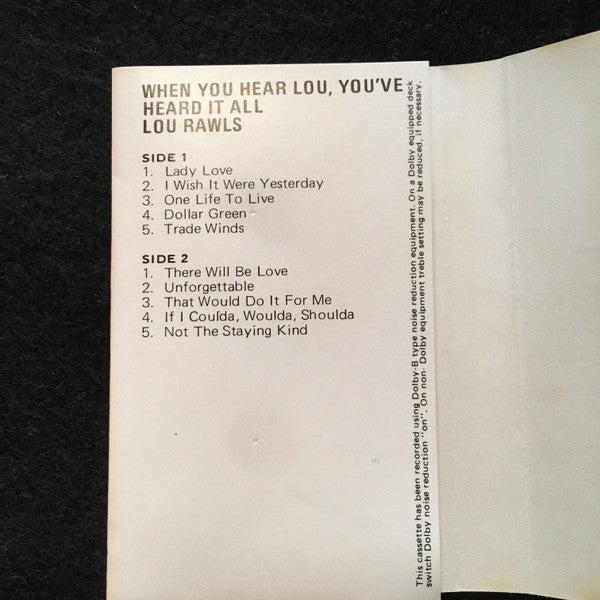 WHEN YOU HEAR LOU, YOU'VE
HEARD IT ALL
LOU RAWLS
SIDE 1
1. Lady Love
2. I Wish It Were Yesterday
3. One Life To Live
4. Dollar Green
5. Trade Winds
SIDE 2
1. There Will Be Love
2. Unforgettable
3. That Would Do It For Me
4. If I Coulda, Woulda, Shoulda
5. Not The Staying Kind
This cassette has been recorded using Dolby-B type noise reduction equipment. On a Dolby equipped deck
switch Dolby noise reduction "on". On non- Dolby equipment treble setting may be reduced, if necessary.